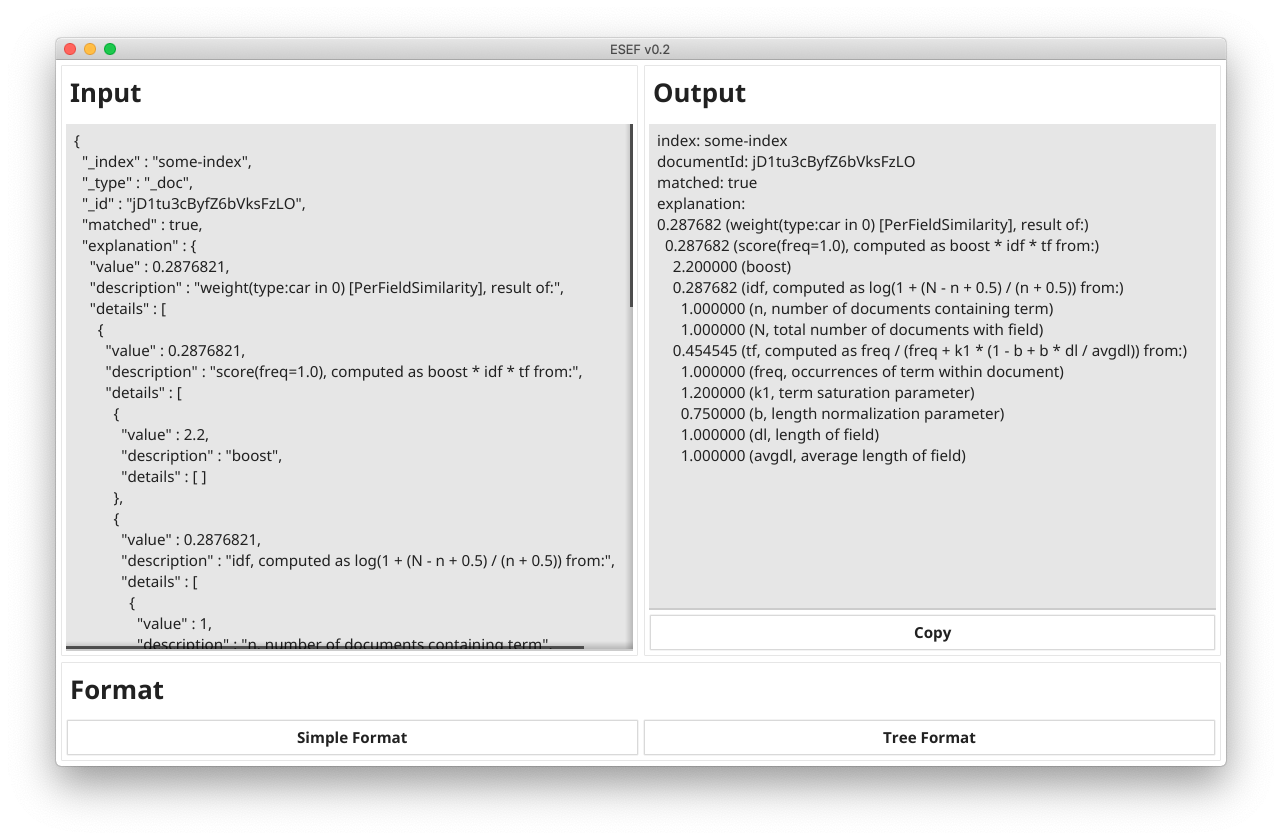 ESEF v0.2
Input
{
"_index" : "some-index",
"_type" : "_doc",
"_id" : "jD1tu3cByfZ6bVksFzLO",
"matched" : true,
"explanation" : {
"value" : 0.2876821,
"description" : "weight(type:car in 0) [PerFieldSimilarity], result of:",
"details" : [
{
"value" : 0.2876821,
"description" : "score(freq=1.0), computed as boost * idf * tf from:",
"details" : [
{
"value" : 2.2,
"description" : "boost",
"details" : [ ]
},
{
"value" : 0.2876821,
"description" : "idf, computed as log(1 + (N - n + 0.5) / (n + 0.5)) from:",
"details" : [
{
"value" : 1,
"description" : "n, number of documents containing term",
Output
index: some-index
documentId: jD1tu3cByfZ6bVksFzLO
matched: true
explanation:
0.287682 (weight(type:car in 0) [PerFieldSimilarity], result of:)
0.287682 (score(freq=1.0), computed as boost * idf * tf from:)
2.200000 (boost)
0.287682 (idf, computed as log(1 + (N - n + 0.5) / (n + 0.5)) from:)
1.000000 (n, number of documents containing term)
1.000000 (N, total number of documents with field)
0.454545 (tf, computed as freq / (freq + k1 * (1 - b + b * dl / avgdl)) from:)
1.000000 (freq, occurrences of term within document)
1.200000 (k1, term saturation parameter)
0.750000 (b, length normalization parameter)
1.000000 (dl, length of field)
1.000000 (avgdl, average length of field)
Copy
Format
Simple Format
Tree Format